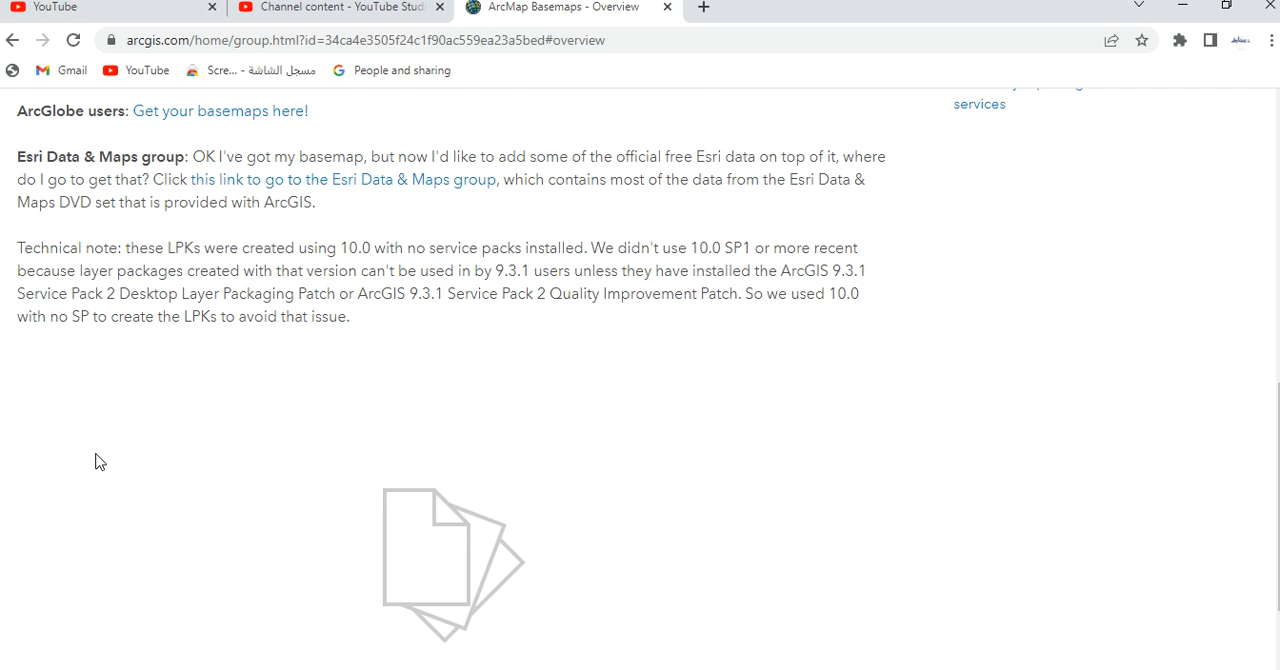 YouTube
Channel content - YouTube Studi
ArcMap Basemaps - Overview
arcgis.com/home/group.html?id=34ca4e3505f24c1f90ac559ea23a5bed#overview
Gmail
YouTube
Scre... - مسجل الشاشة
People and sharing
services
ArcGlobe users: Get your basemaps here!
Esri Data & Maps group: OK I've got my basemap, but now I'd like to add some of the official free Esri data on top of it, where
do I go to get that? Click this link to go to the Esri Data & Maps group, which contains most of the data from the Esri Data &
Maps DVD set that is provided with ArcGIS.
Technical note: these LPKs were created using 10.0 with no service packs installed. We didn't use 10.0 SP1 or more recent
because layer packages created with that version can't be used in by 9.3.1 users unless they have installed the ArcGIS 9.3.1
Service Pack 2 Desktop Layer Packaging Patch or ArcGIS 9.3.1 Service Pack 2 Quality Improvement Patch. So we used 10.0
with no SP to create the LPKs to avoid that issue.